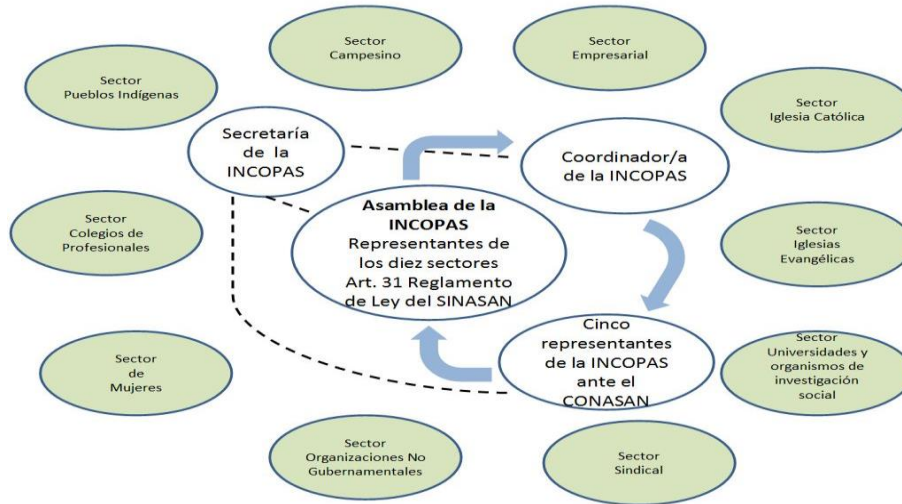 Sector
Campesino
Sector
Empresarial
Sector
Pueblos Indígenas
Sector
Iglesia Católica
Secretaría
de la
INCOPAS
Coordinador/a
de la INCOPAS
Asamblea de la
INCOPAS
Representantes de
los diez sectores
Art. 31 Reglamento
de Ley del SINASAN
Sector
Colegios de
Profesionales
Sector
Iglesias
Evangélicas
Cinco
representantes
de la INCOPAS
ante el
CONASAN
Sector
Universidades y
organismos de
investigación
social
Sector
de
Mujeres
Sector
Organizaciones No
Gubernamentales
Sector
Sindical